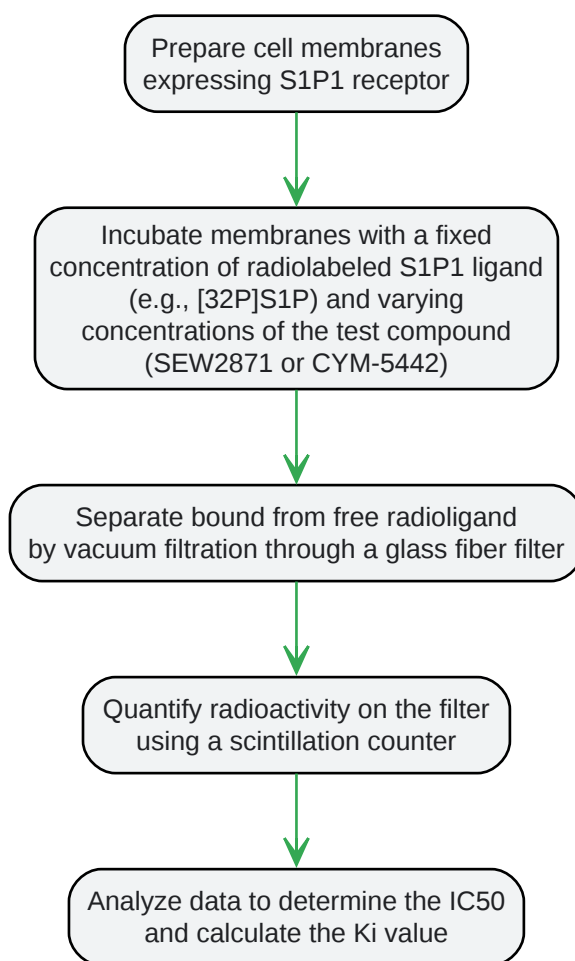 Prepare cell membranes
expressing S1P1 receptor
Incubate membranes with a fixed
concentration of radiolabeled S1P1 ligand
(e.g., [32P]S1P) and varying
concentrations of the test compound
(SEW2871 or CYM-5442)
Separate bound from free radioligand
by vacuum filtration through a glass fiber filter
Quantify radioactivity on the filter
using a scintillation counter
Analyze data to determine the IC50
and calculate the Ki value